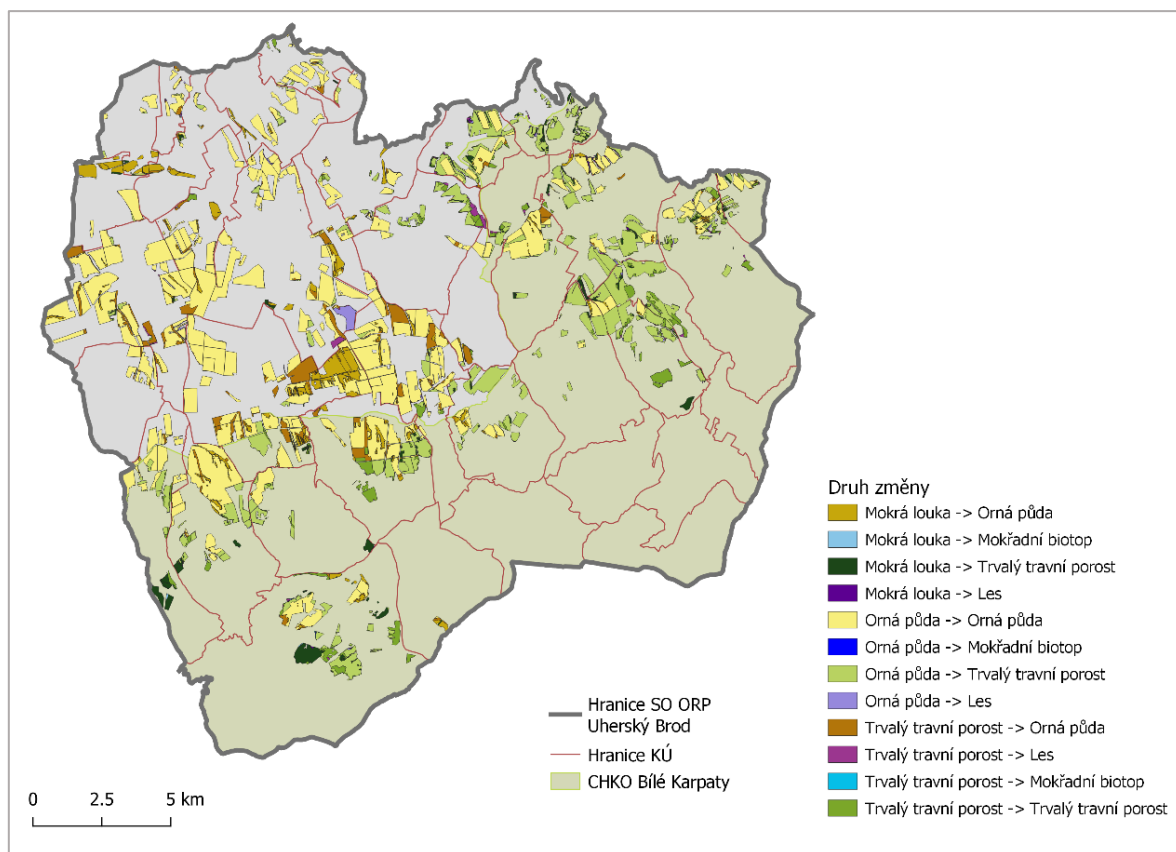 Druh změny
Mokrá louka -> Orná půda
Mokrá louka -> Mokřadní biotop
Mokrá louka -> Trvalý travní porost
Mokrá louka -> Les
Orná půda -> Orná půda
Orná půda -> Mokřadní biotop
Orná půda -> Trvalý travní porost
Orná půda -> Les
Trvalý travní porost -> Orná půda
Trvalý travní porost -> Les
Trvalý travní porost -> Mokřadní biotop
Trvalý travní porost -> Trvalý travní porost
Hranice SO ORP
Uherský Brod
Hranice KÚ
CHKO Bílé Karpaty
0 2.5 5 km